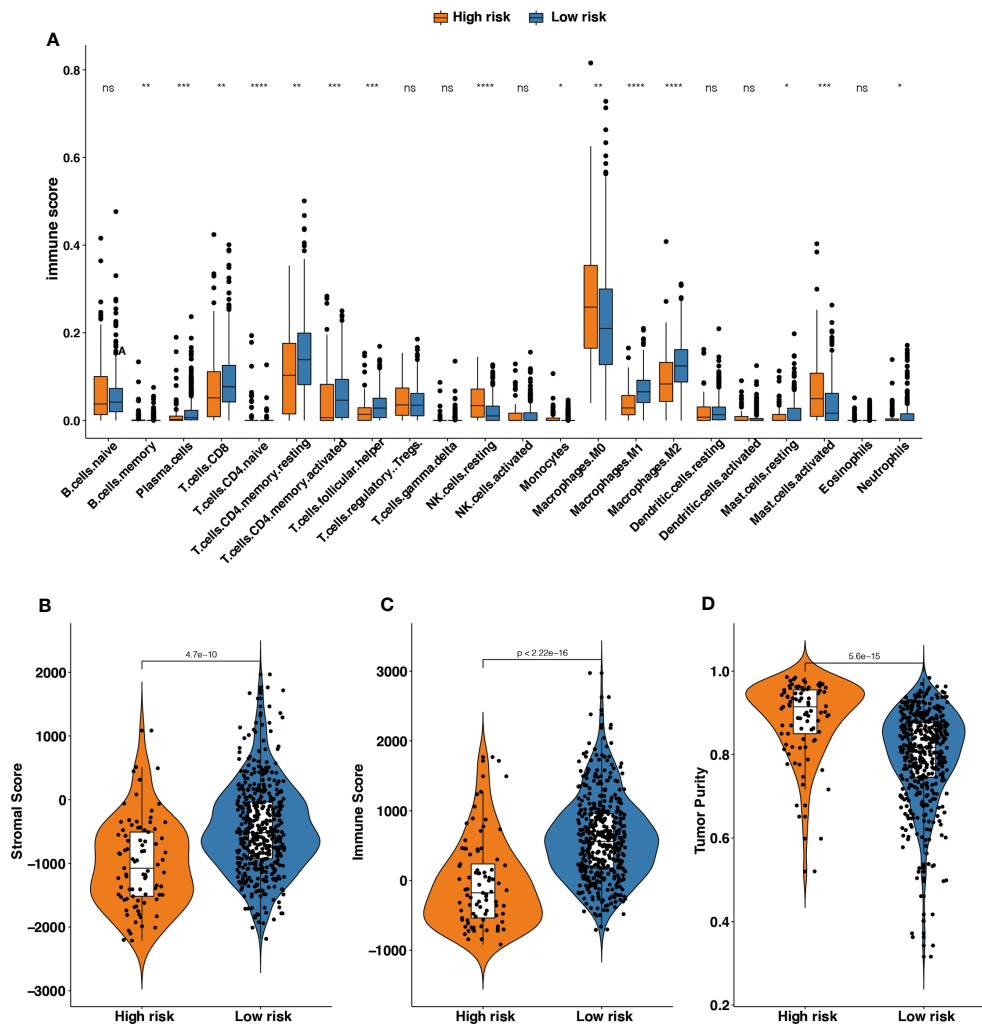 High risk Low risk
A
immune score
0.8
0.6
0.4
0.2
0.0
ns ** *** ** **** ** *** *** ns ns **** ns * ** **** **** ns ns * *** ns *
A
B.cells.naive
B.cells.memory
Plasma.cells
T.cells.CD8
T.cells.CD4.naive
T.cells.CD4.memory.resting
T.cells.CD4.memory.activated
T.cells.follicular.helper
T.cells.regulatory..Tregs.
T.cells.gamma.delta
NK.cells.resting
NK.cells.activated
Monocytes
Macrophages.M0
Macrophages.M1
Macrophages.M2
Dendritic.cells.resting
Dendritic.cells.activated
Mast.cells.resting
Mast.cells.activated
Eosinophils
Neutrophils
B
Stromal Score
2000
1000
0
−1000
−2000
−3000
4.7e−10
High risk Low risk
C
Immune Score
3000
2000
1000
0
−1000
p < 2.22e−16
High risk Low risk
D
Tumor Purity
1.0
0.8
0.6
0.4
0.2
5.6e−15
High risk Low risk